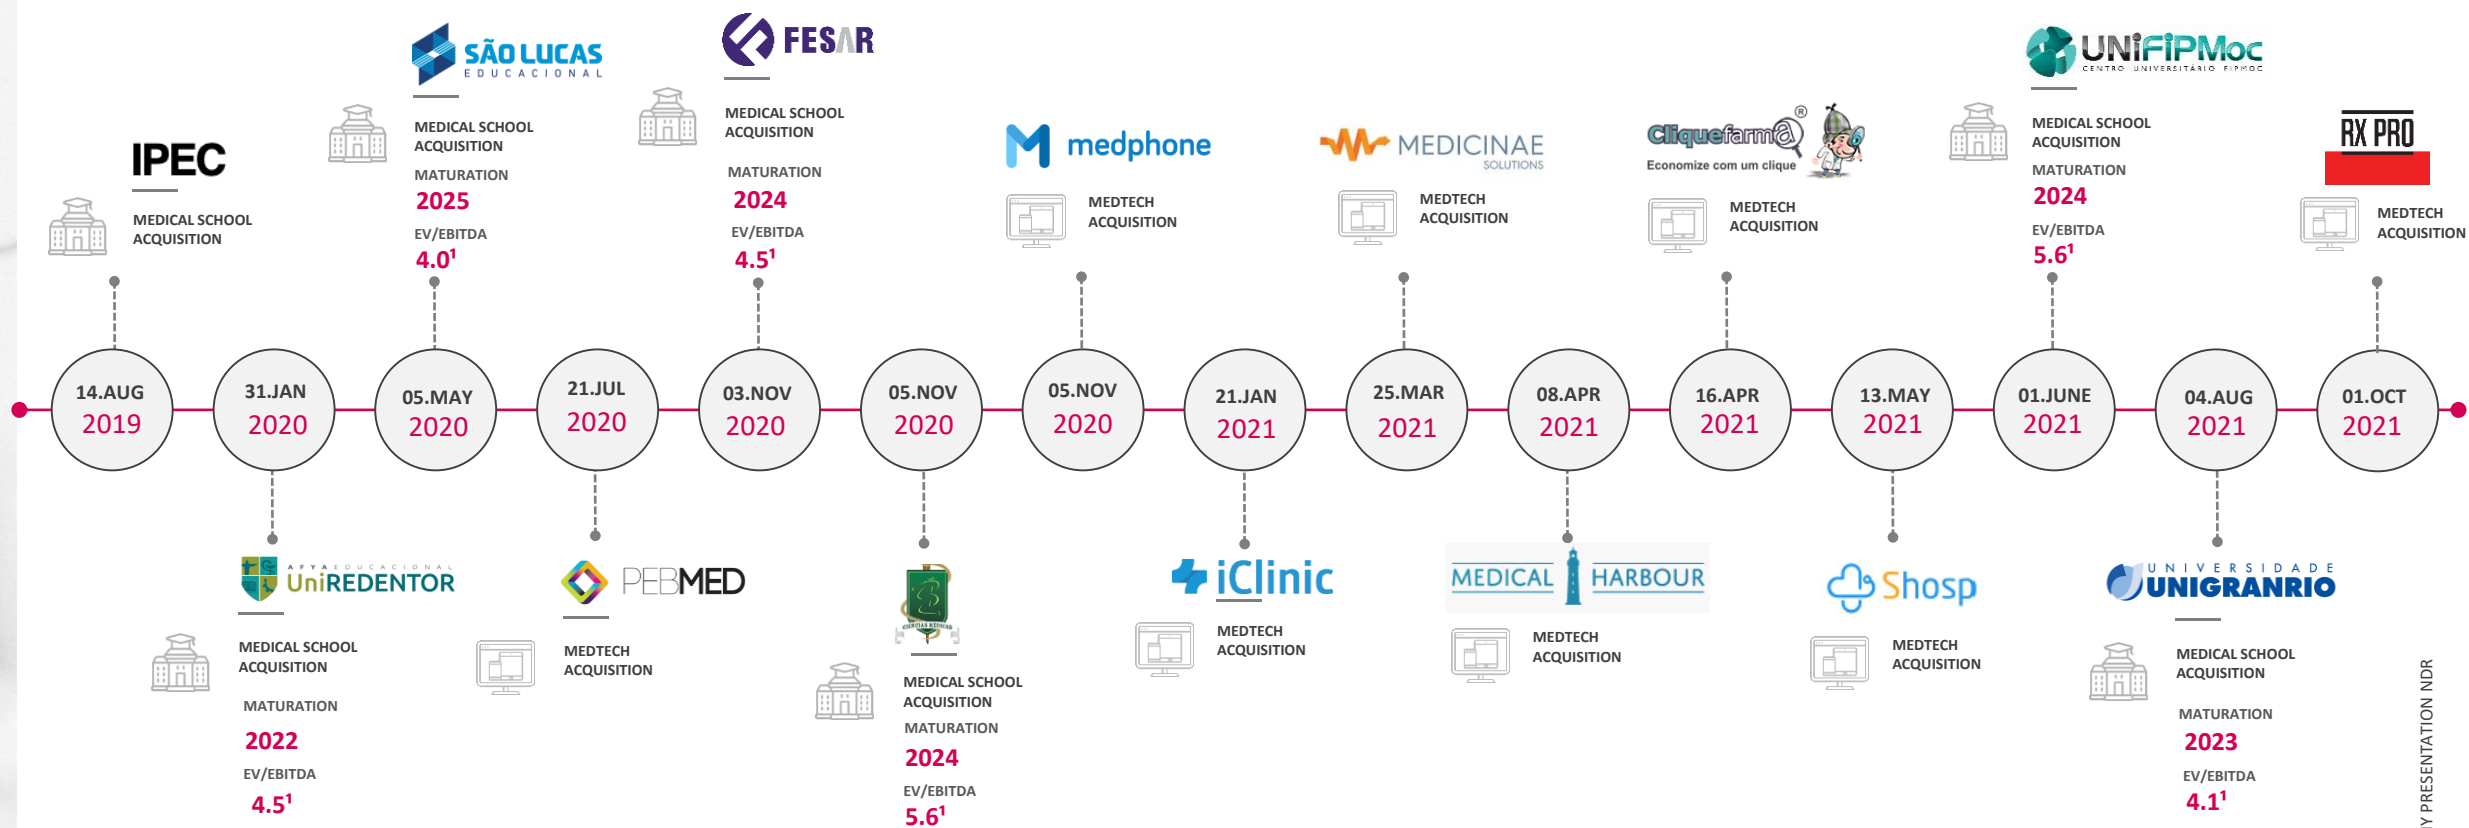 IPEC
MEDICAL SCHOOL
ACQUISITION
14.AUG
2019
31.JAN
2020
AFYA EDUCACIONAL
UniREDENTOR
MEDICAL SCHOOL
ACQUISITION
MATURATION
2022
EV/EBITDA
4.5¹
SÃO LUCAS
EDUCACIONAL
MEDICAL SCHOOL
ACQUISITION
MATURATION
2025
EV/EBITDA
4.0¹
05.MAY
2020
21.JUL
2020
PEBMED
MEDTECH
ACQUISITION
FESAR
MEDICAL SCHOOL
ACQUISITION
MATURATION
2024
EV/EBITDA
4.5¹
03.NOV
2020
05.NOV
2020
CIÊNCIAS MÉDICAS
MEDICAL SCHOOL
ACQUISITION
MATURATION
2024
EV/EBITDA
5.6¹
medphone
MEDTECH
ACQUISITION
05.NOV
2020
21.JAN
2021
iClinic
MEDTECH
ACQUISITION
MEDICINAE
SOLUTIONS
MEDTECH
ACQUISITION
25.MAR
2021
08.APR
2021
MEDICAL HARBOUR
MEDTECH
ACQUISITION
Cliquefarma®
Economize com um clique
MEDTECH
ACQUISITION
16.APR
2021
13.MAY
2021
Shosp
MEDTECH
ACQUISITION
UNIFIPMoc
CENTRO UNIVERSITÁRIO FIPMOC
MEDICAL SCHOOL
ACQUISITION
MATURATION
2024
EV/EBITDA
5.6¹
01.JUNE
2021
04.AUG
2021
UNIVERSIDADE
UNIGRANRIO
MEDICAL SCHOOL
ACQUISITION
MATURATION
2023
EV/EBITDA
4.1¹
RX PRO
MEDTECH
ACQUISITION
01.OCT
2021
PRESENTATION NDR